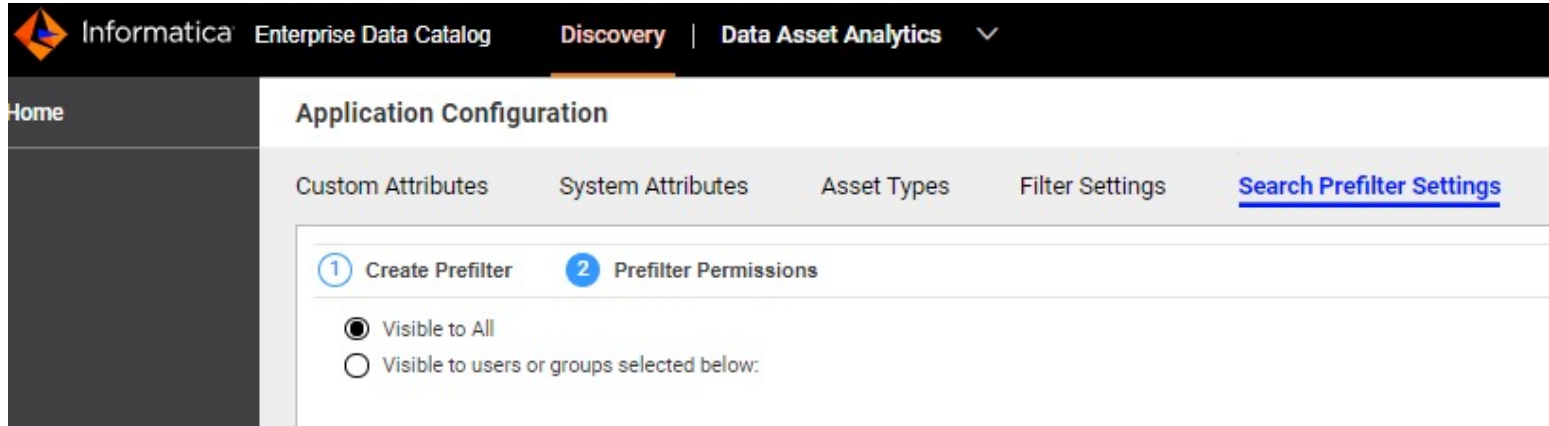 Informatica Enterprise Data Catalog Discovery | Data Asset Analytics
Home
Application Configuration
Custom Attributes System Attributes Asset Types Filter Settings Search Prefilter Settings
1 Create Prefilter 2 Prefilter Permissions
Visible to All
Visible to users or groups selected below: